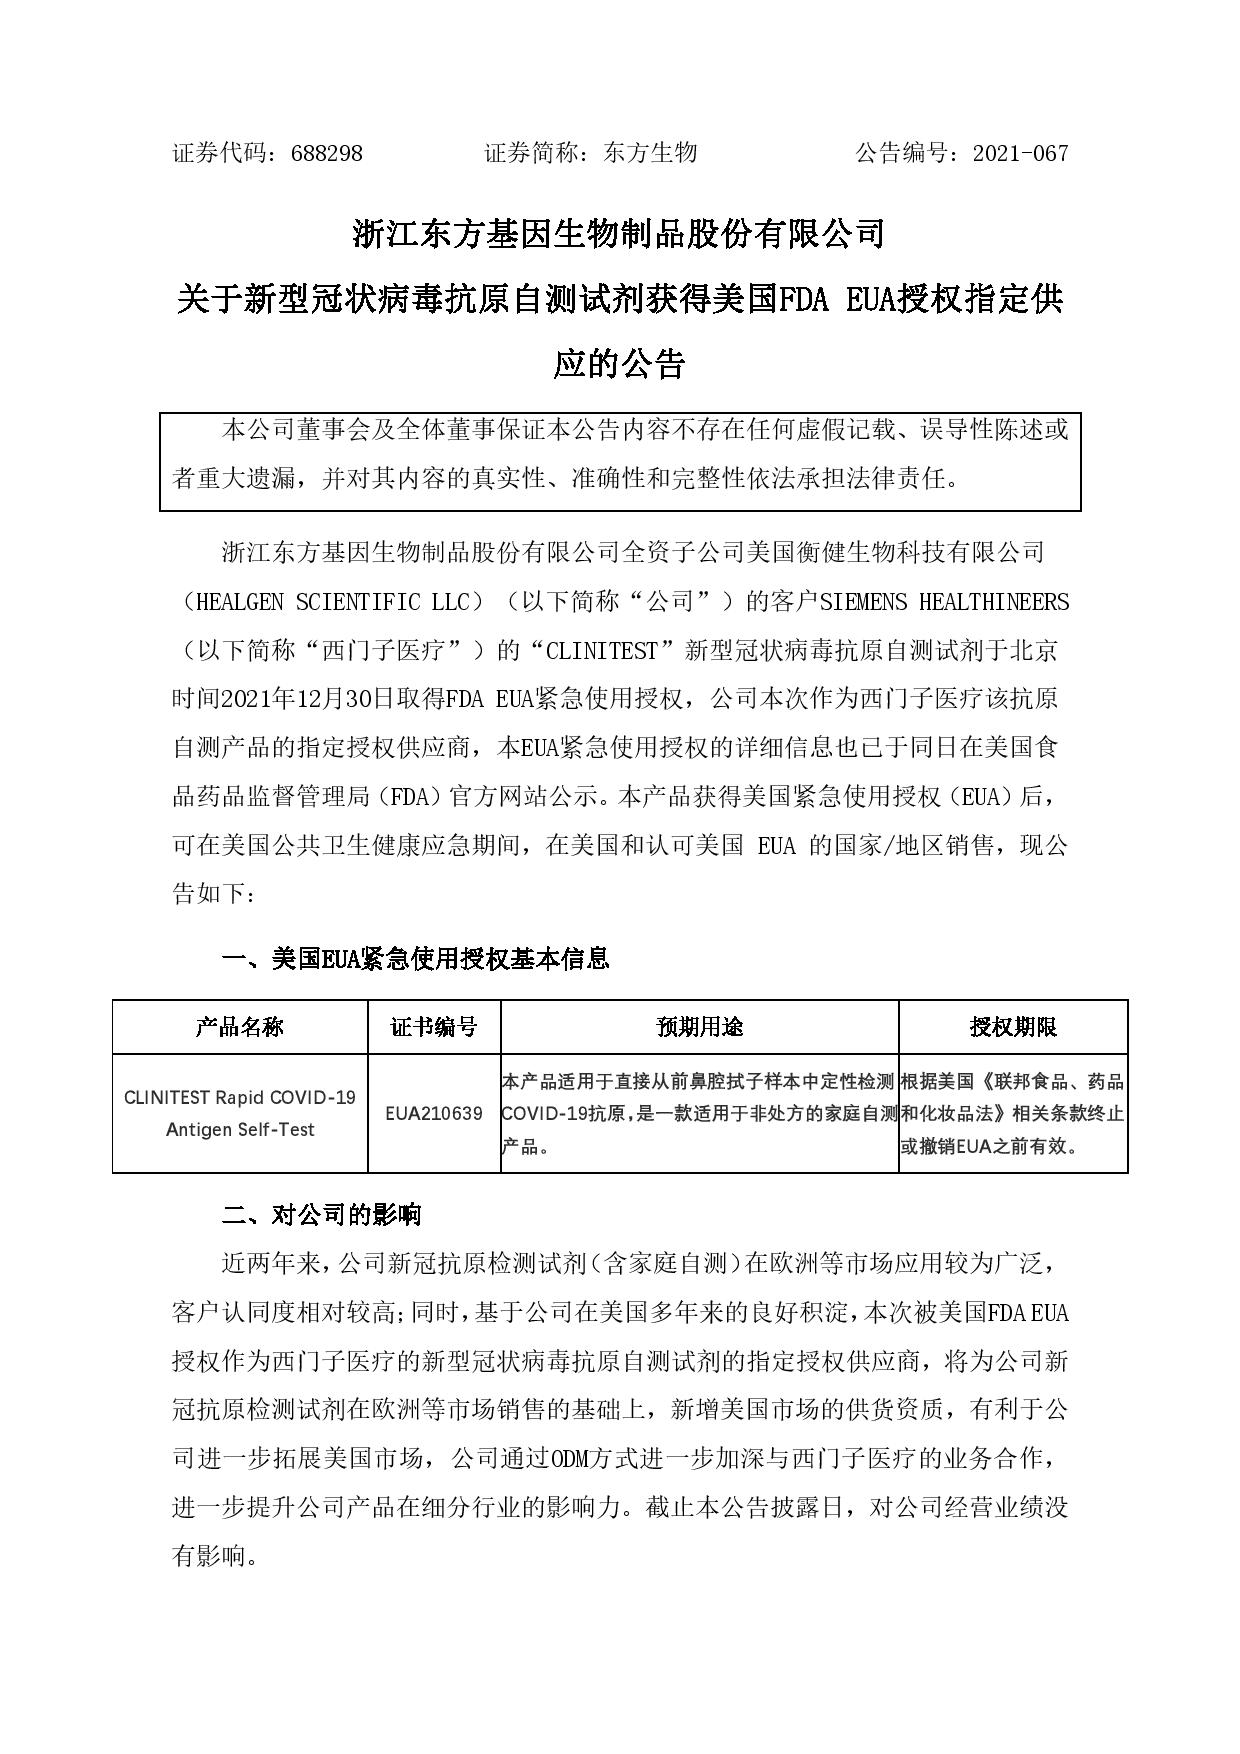 证券代码：688298 证券简称：东方生物 公告编号：2021-067
浙江东方基因生物制品股份有限公司
关于新型冠状病毒抗原自测试剂获得美国FDA EUA授权指定供
应的公告
本公司董事会及全体董事保证本公告内容不存在任何虚假记载、误导性陈述或
者重大遗漏，并对其内容的真实性、准确性和完整性依法承担法律责任。
浙江东方基因生物制品股份有限公司全资子公司美国衡健生物科技有限公司
（HEALGEN SCIENTIFIC LLC）（以下简称“公司”）的客户SIEMENS HEALTHINEERS
（以下简称“西门子医疗”）的“CLINITEST”新型冠状病毒抗原自测试剂于北京
时间2021年12月30日取得FDA EUA紧急使用授权，公司本次作为西门子医疗该抗原
自测产品的指定授权供应商，本EUA紧急使用授权的详细信息也已于同日在美国食
品药品监督管理局（FDA）官方网站公示。本产品获得美国紧急使用授权（EUA）后，
可在美国公共卫生健康应急期间，在美国和认可美国 EUA 的国家/地区销售，现公
告如下：
一、美国EUA紧急使用授权基本信息
产品名称 证书编号 预期用途 授权期限
CLINITEST Rapid COVID-19
Antigen Self-Test
EUA210639
本产品适用于直接从前鼻腔拭子样本中定性检测
COVID-19抗原，是一款适用于非处方的家庭自测
产品。
根据美国《联邦食品、药品
和化妆品法》相关条款终止
或撤销EUA之前有效。
二、对公司的影响
近两年来，公司新冠抗原检测试剂（含家庭自测）在欧洲等市场应用较为广泛，
客户认同度相对较高；同时，基于公司在美国多年来的良好积淀，本次被美国FDA EUA
授权作为西门子医疗的新型冠状病毒抗原自测试剂的指定授权供应商，将为公司新
冠抗原检测试剂在欧洲等市场销售的基础上，新增美国市场的供货资质，有利于公
司进一步拓展美国市场，公司通过ODM方式进一步加深与西门子医疗的业务合作，
进一步提升公司产品在细分行业的影响力。截止本公告披露日，对公司经营业绩没
有影响。